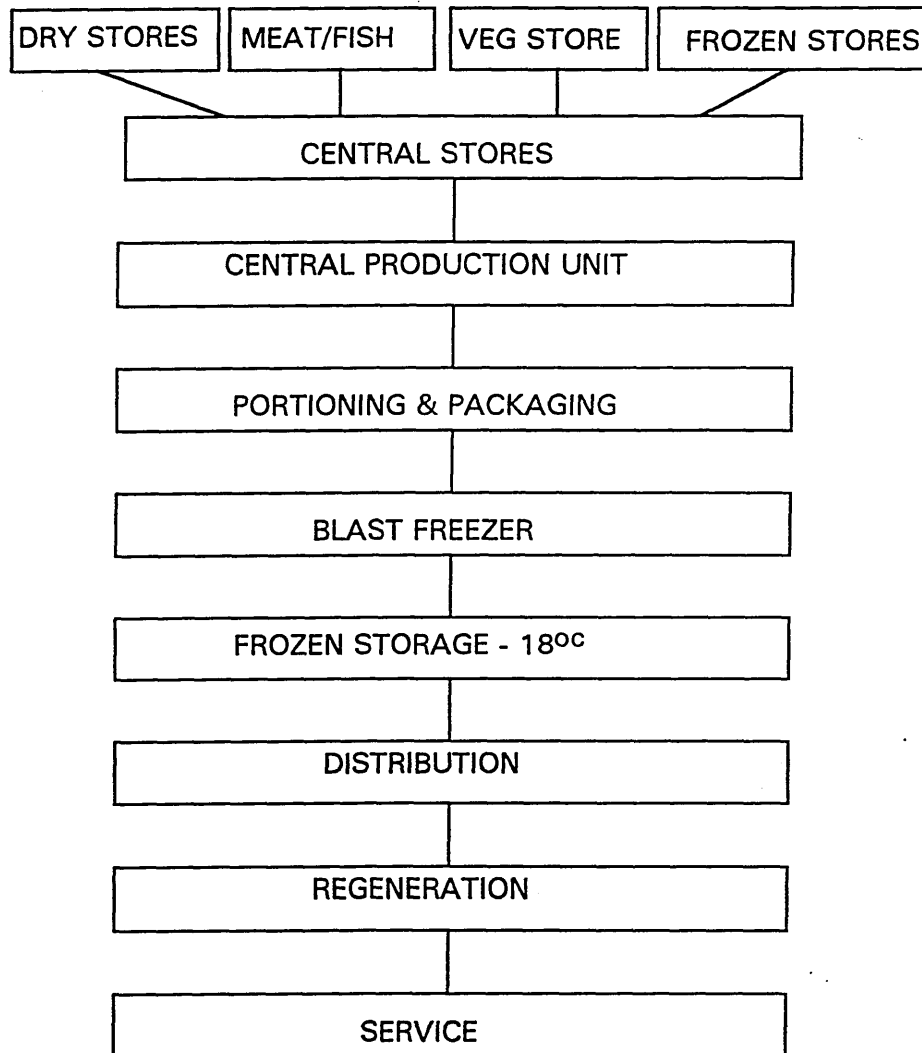 DRY STORES MEAT/FISH VEG STORE FROZEN STORES
CENTRAL STORES
CENTRAL PRODUCTION UNIT
PORTIONING & PACKAGING
BLAST FREEZER
FROZEN STORAGE - 18ºC
DISTRIBUTION
REGENERATION
SERVICE